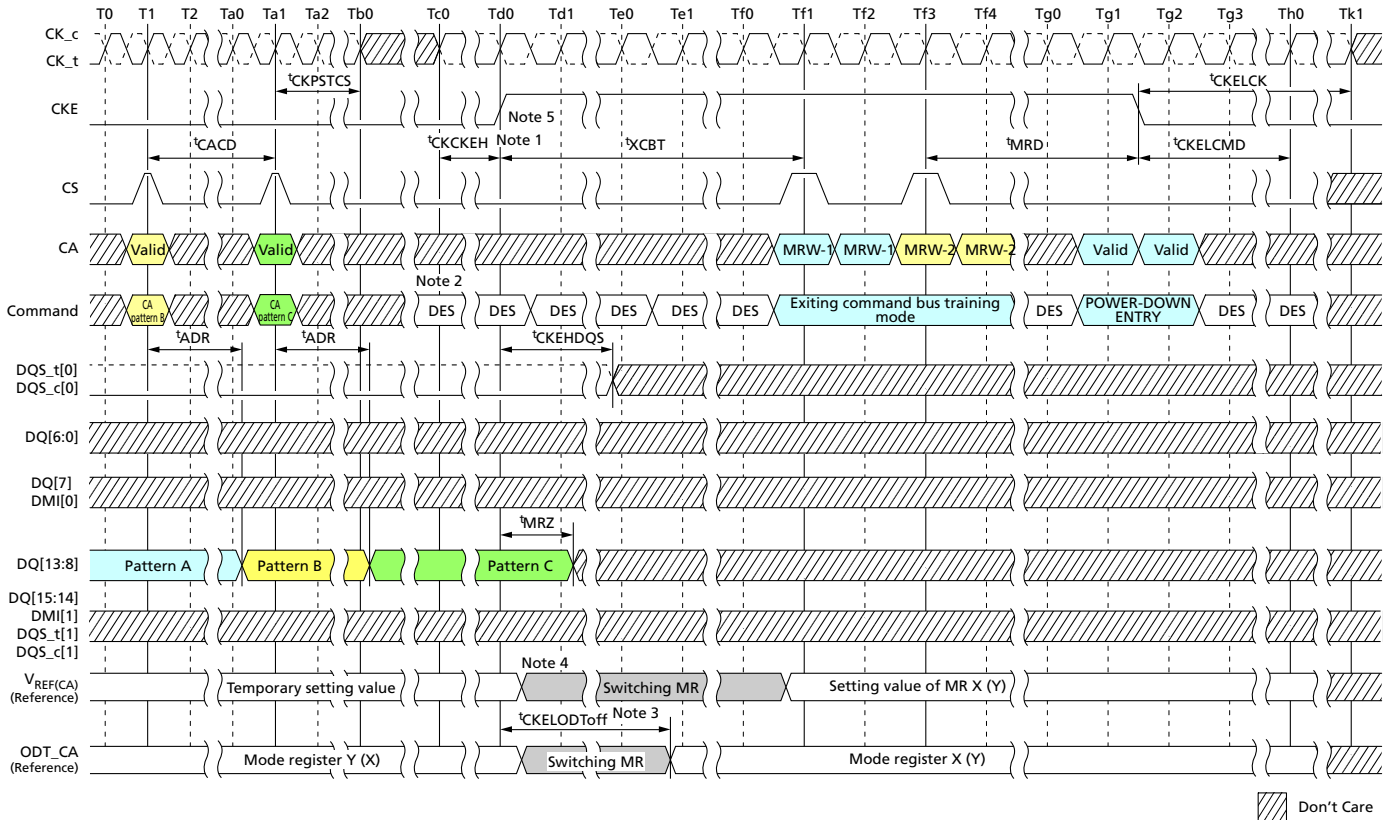 T0 T1 T2 Ta0 Ta1 Ta2 Tb0 Tc0 Td0 Td1 Te0 Te1 Tf0 Tf1 Tf2 Tf3 Tf4 Tg0 Tg1 Tg2 Tg3 Th0 Tk1
CK_c
CK_t
tCKPSTCS tCKELCK
CKE
Note 5
tCACD tCKCKEH Note 1 tXCBT tMRD tCKELCMD
CS
CA Valid Valid MRW-1 MRW-1 MRW-2 MRW-2 Valid Valid
Note 2
Command CA pattern B CA pattern C DES DES DES DES DES DES Exiting command bus training mode DES POWER-DOWN ENTRY DES DES
tADR tADR tCKEHDQS
DQS_t[0]
DQS_c[0]
DQ[6:0]
DQ[7]
DMI[0]
tMRZ
DQ[13:8] Pattern A Pattern B Pattern C
DQ[15:14]
DMI[1]
DQS_t[1]
DQS_c[1]
Note 4
VREF(CA)
(Reference)
Temporary setting value Switching MR Setting value of MR X (Y)
tCKELODToff Note 3
ODT_CA
(Reference)
Mode register Y (X) Switching MR Mode register X (Y)
Don't Care